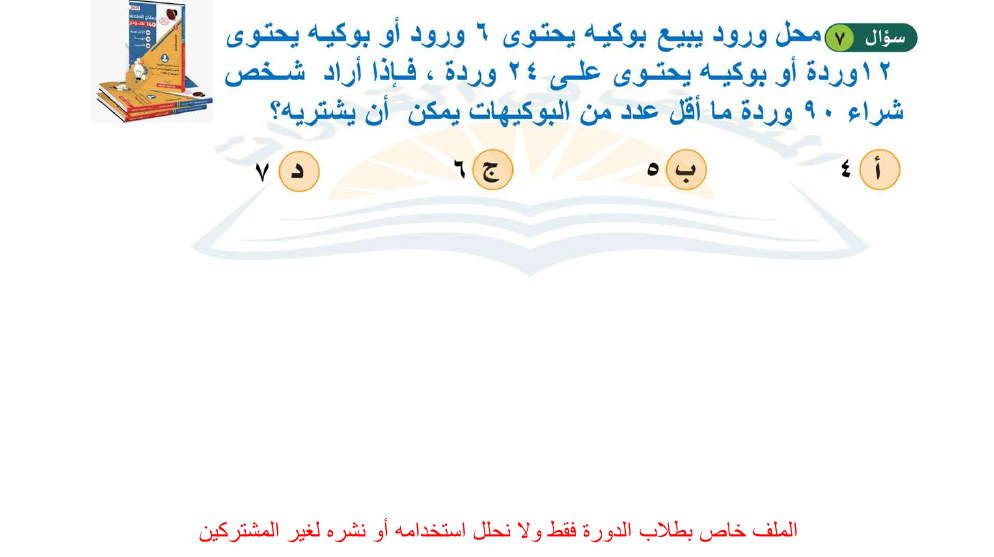 سؤال ٧ محل ورود يبيع بوكيه يحتوى ٦ ورود أو بوكيه يحتوى
١٢وردة أو بوكيه يحتوى على ٢٤ وردة ، فإذا أراد شخص
شراء ٩٠ وردة ما أقل عدد من البوكيهات يمكن أن يشتريه؟
أ ٤ ب ٥ ج ٦ د ٧
الملف خاص بطلاب الدورة فقط ولا نحلل استخدامه أو نشره لغير المشتركين